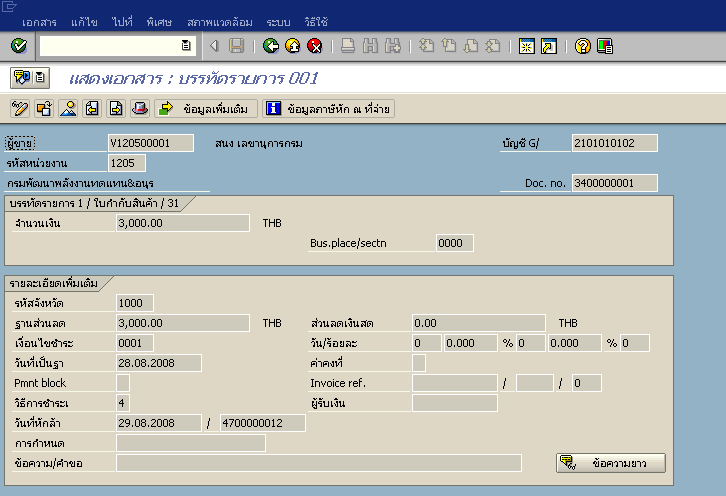 เอกสาร แก้ไข ไปที่ พิเศษ สภาพแวดล้อม ระบบ วิธีใช้
แสดงเอกสาร : บรรทัดรายการ 001
ข้อมูลเพิ่มเติม ข้อมูลภาษีหัก ณ ที่จ่าย
ผู้ขาย V120500001 สนง เลขานุการกรม บัญชี G/ 2101010102
รหัสหน่วยงาน 1205
กรมพัฒนาพลังงานทดแทน&อนุร Doc. no. 3400000001
บรรทัดรายการ 1 / ใบกำกับสินค้า / 31
จำนวนเงิน 3,000.00 THB
Bus.place/sectn 0000
รายละเอียดเพิ่มเติม
รหัสจังหวัด 1000
ฐานส่วนลด 3,000.00 THB ส่วนลดเงินสด 0.00 THB
เงื่อนไขชำระ 0001 วัน/ร้อยละ 0 0.000 % 0 0.000 % 0
วันที่เป็นฐา 28.08.2008 ค่าคงที่
Pmnt block Invoice ref. / / 0
วิธีการชำระเ 4 ผู้รับเงิน
วันที่หักล้า 29.08.2008 / 4700000012
การกำหนด
ข้อความ/คำขอ ข้อความยาว